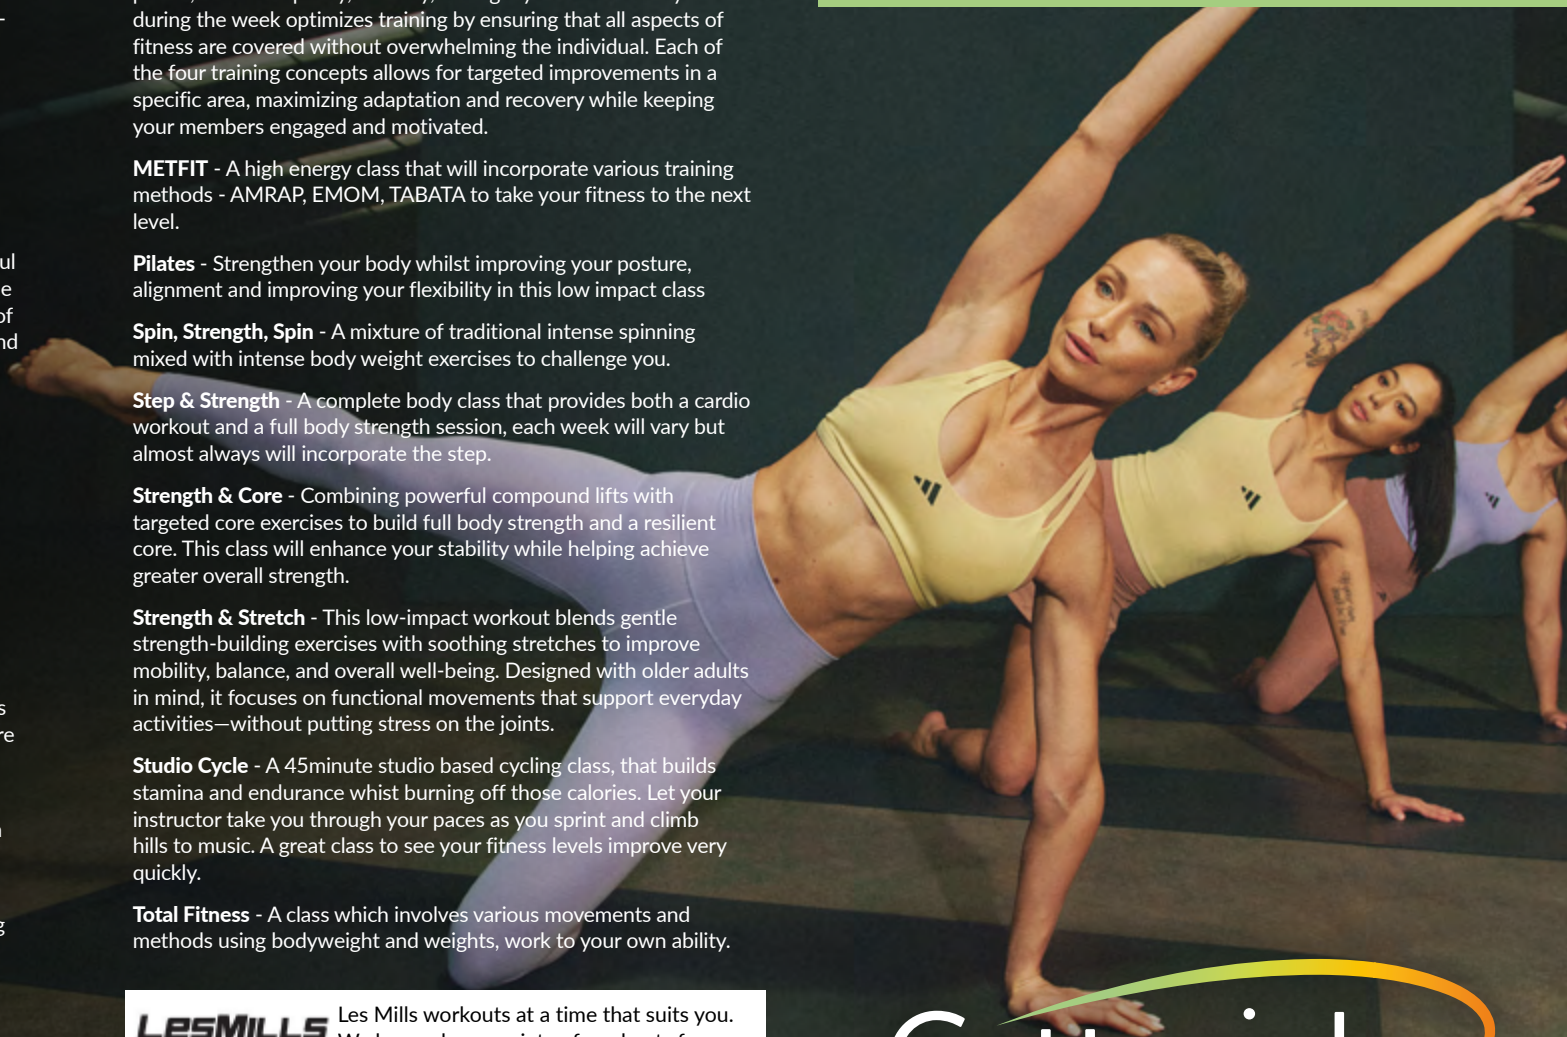 during the week optimizes training by ensuring that all aspects of
fitness are covered without overwhelming the individual. Each of
the four training concepts allows for targeted improvements in a
specific area, maximizing adaptation and recovery while keeping
your members engaged and motivated.
METFIT - A high energy class that will incorporate various training
methods - AMRAP, EMOM, TABATA to take your fitness to the next
level.
Pilates - Strengthen your body whilst improving your posture,
alignment and improving your flexibility in this low impact class
Spin, Strength, Spin - A mixture of traditional intense spinning
mixed with intense body weight exercises to challenge you.
Step & Strength - A complete body class that provides both a cardio
workout and a full body strength session, each week will vary but
almost always will incorporate the step.
Strength & Core - Combining powerful compound lifts with
targeted core exercises to build full body strength and a resilient
core. This class will enhance your stability while helping achieve
greater overall strength.
Strength & Stretch - This low-impact workout blends gentle
strength-building exercises with soothing stretches to improve
mobility, balance, and overall well-being. Designed with older adults
in mind, it focuses on functional movements that support everyday
activities—without putting stress on the joints.
Studio Cycle - A 45minute studio based cycling class, that builds
stamina and endurance whist burning off those calories. Let your
instructor take you through your paces as you sprint and climb
hills to music. A great class to see your fitness levels improve very
quickly.
Total Fitness - A class which involves various movements and
methods using bodyweight and weights, work to your own ability.
LesMILLS
Les Mills workouts at a time that suits you.